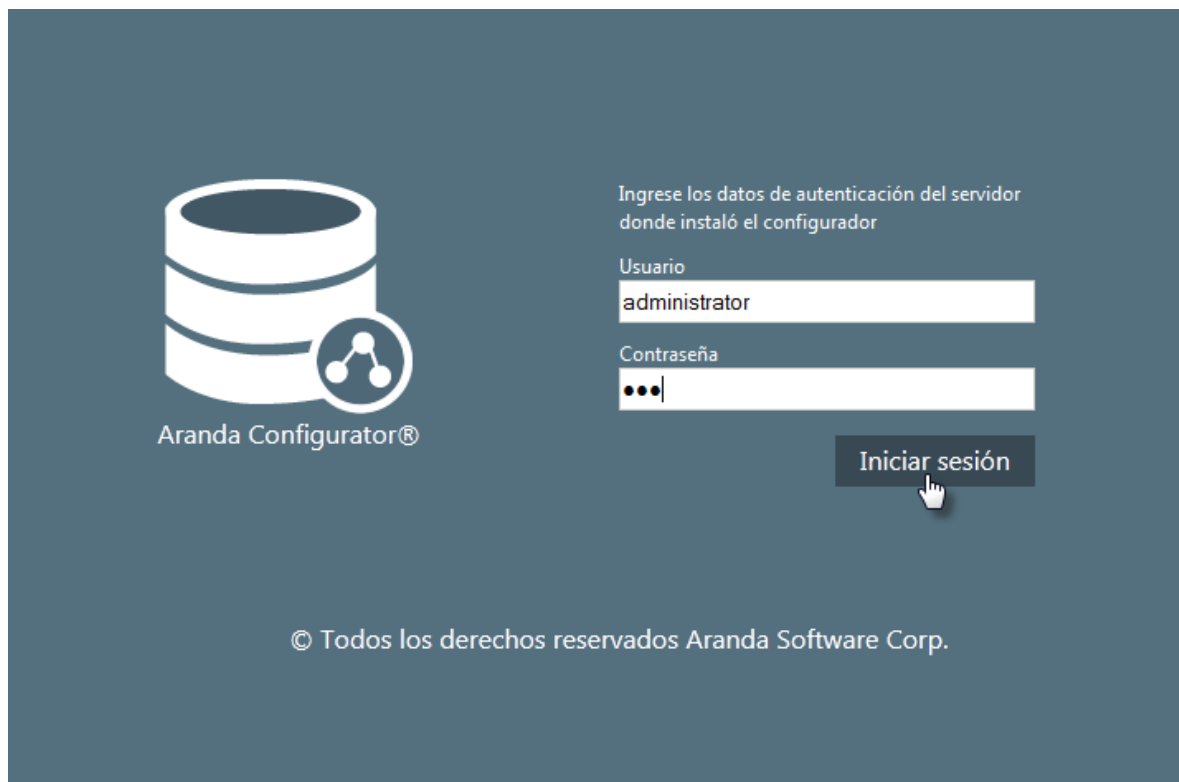 Ingrese los datos de autenticación del servidor
donde instaló el configurador
Usuario
administrator
Contraseña
●●●
Iniciar sesión
Aranda Configurator®
© Todos los derechos reservados Aranda Software Corp.